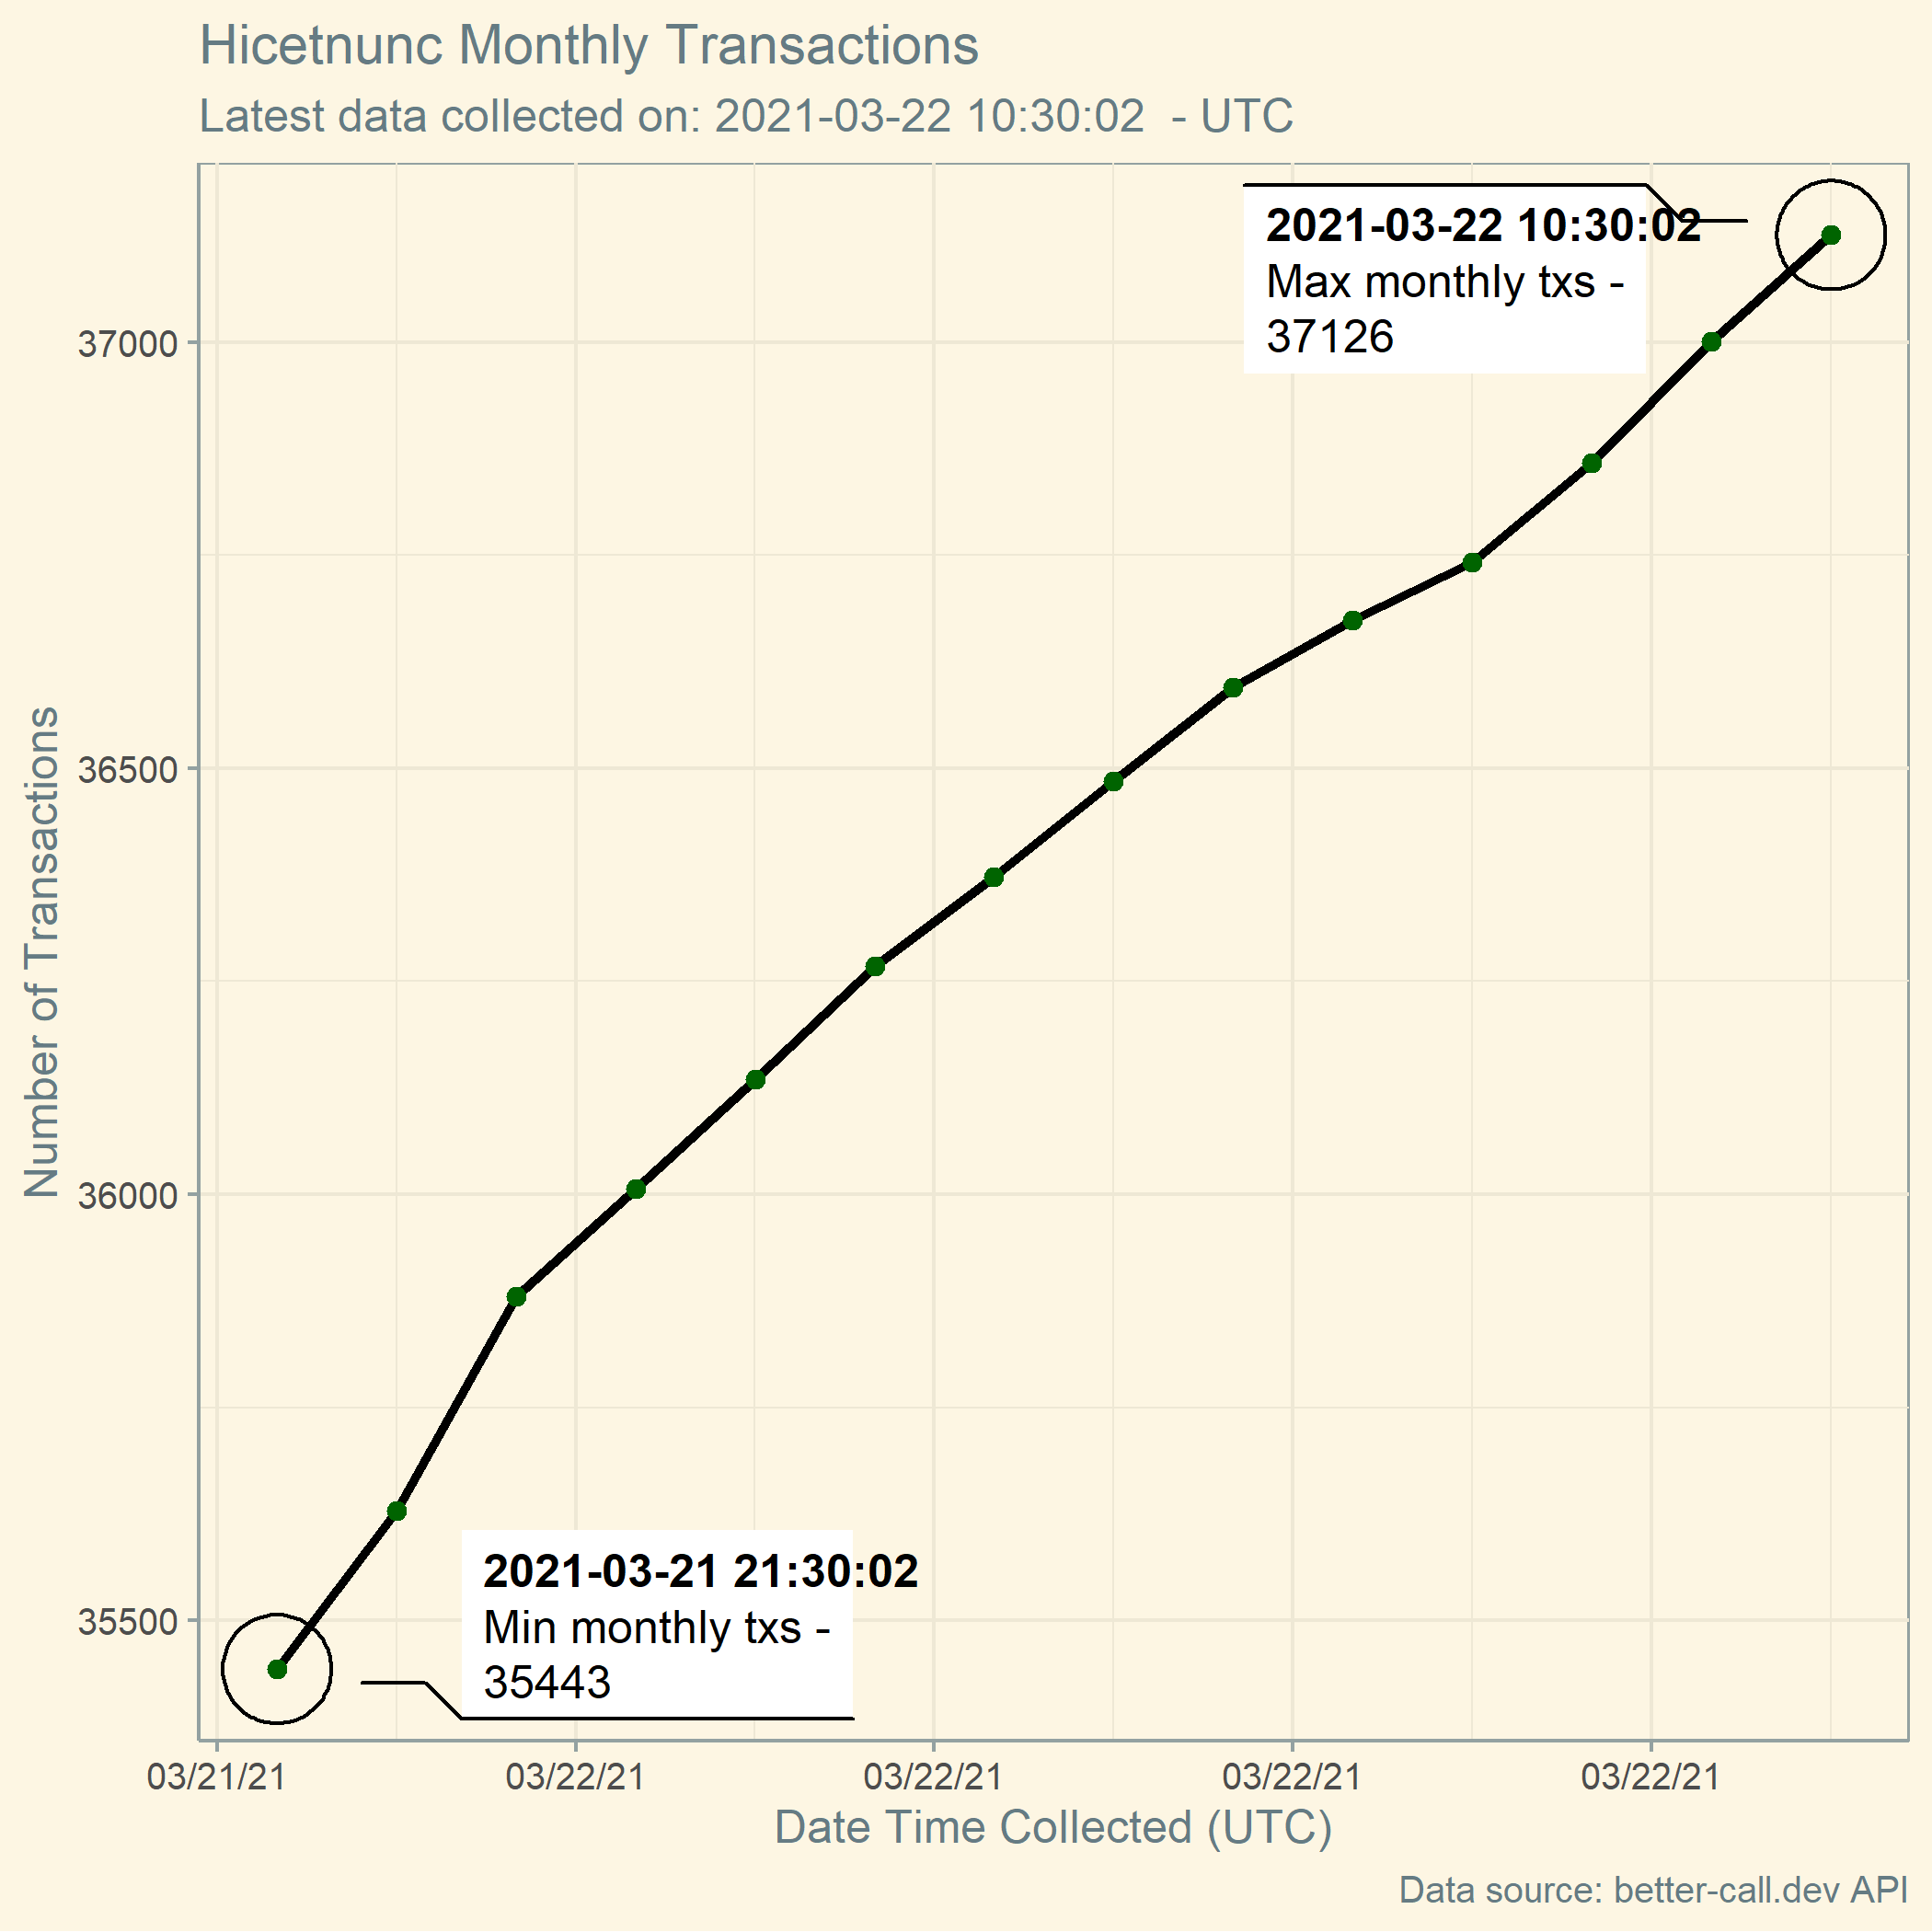 Hicetnunc Monthly Transactions
Latest data collected on: 2021-03-22 10:30:02  - UTC
2021-03-22 10:30:02
Max monthly txs -
37126
37000
36500
36000
35500
Number of Transactions
2021-03-21 21:30:02
Min monthly txs -
35443
03/21/21
03/22/21
03/22/21
03/22/21
03/22/21
Date Time Collected (UTC)
Data source: better-call.dev API